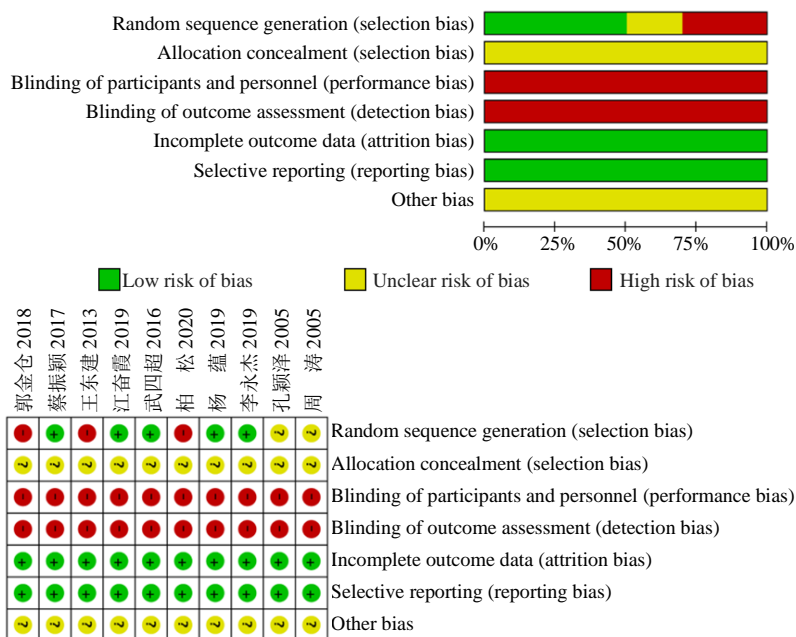 Random sequence generation (selection bias)
Allocation concealment (selection bias)
Blinding of participants and personnel (performance bias)
Blinding of outcome assessment (detection bias)
Incomplete outcome data (attrition bias)
Selective reporting (reporting bias)
Other bias
0% 25% 50% 75% 100%
Low risk of bias Unclear risk of bias High risk of bias
郭金仓 2018
蔡振颖 2017
王东建 2013
江奋霞 2019
武四超 2016
柏 松 2020
杨 蕴 2019
李永杰 2019
孔颖泽 2005
周 涛 2005
- + - + + - + + ? ? Random sequence generation (selection bias)
? ? ? ? ? ? ? ? ? ? Allocation concealment (selection bias)
- - - - - - - - - - Blinding of participants and personnel (performance bias)
- - - - - - - - - - Blinding of outcome assessment (detection bias)
+ + + + + + + + + + Incomplete outcome data (attrition bias)
+ + + + + + + + + + Selective reporting (reporting bias)
? ? ? ? ? ? ? ? ? ? Other bias